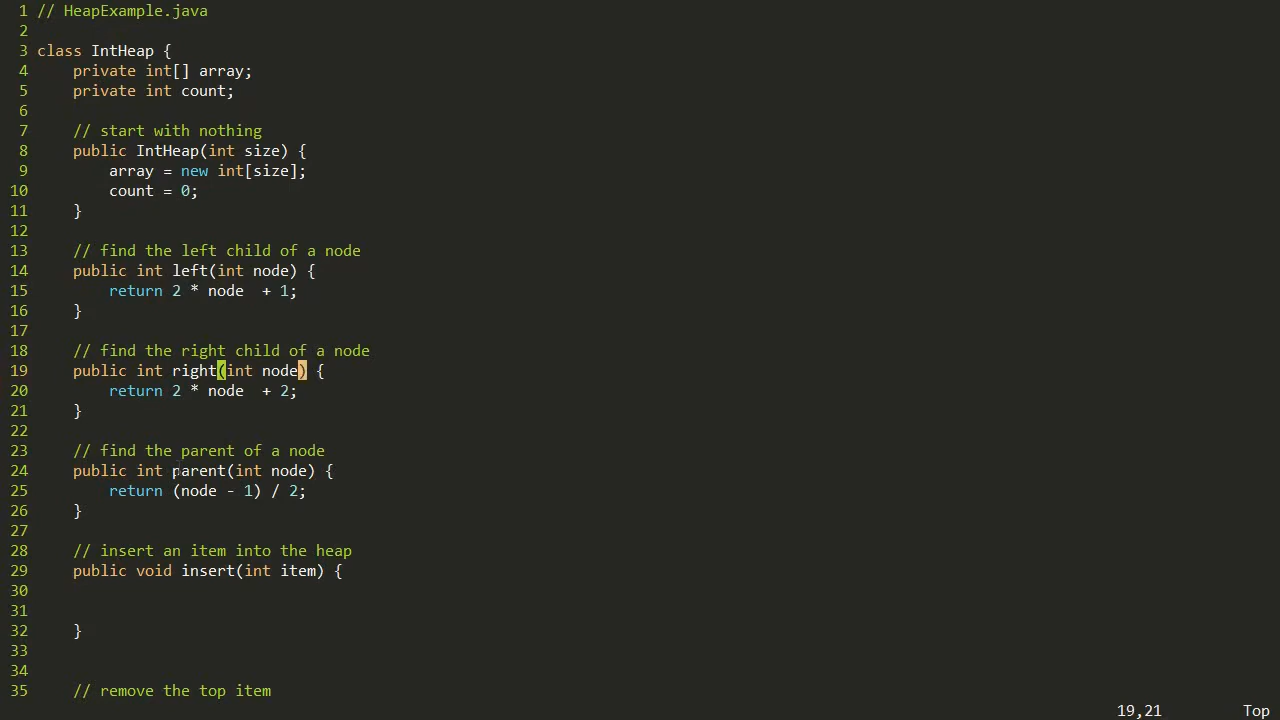 1 // HeapExample.java
2
3 class IntHeap {
4     private int[] array;
5     private int count;
6
7     // start with nothing
8     public IntHeap(int size) {
9         array = new int[size];
10         count = 0;
11     }
12
13     // find the left child of a node
14     public int left(int node) {
15         return 2 * node  + 1;
16     }
17
18     // find the right child of a node
19     public int right(int node) {
20         return 2 * node  + 2;
21     }
22
23     // find the parent of a node
24     public int parent(int node) {
25         return (node - 1) / 2;
26     }
27
28     // insert an item into the heap
29     public void insert(int item) {
30
31
32     }
33
34
35     // remove the top item
19,21 Top